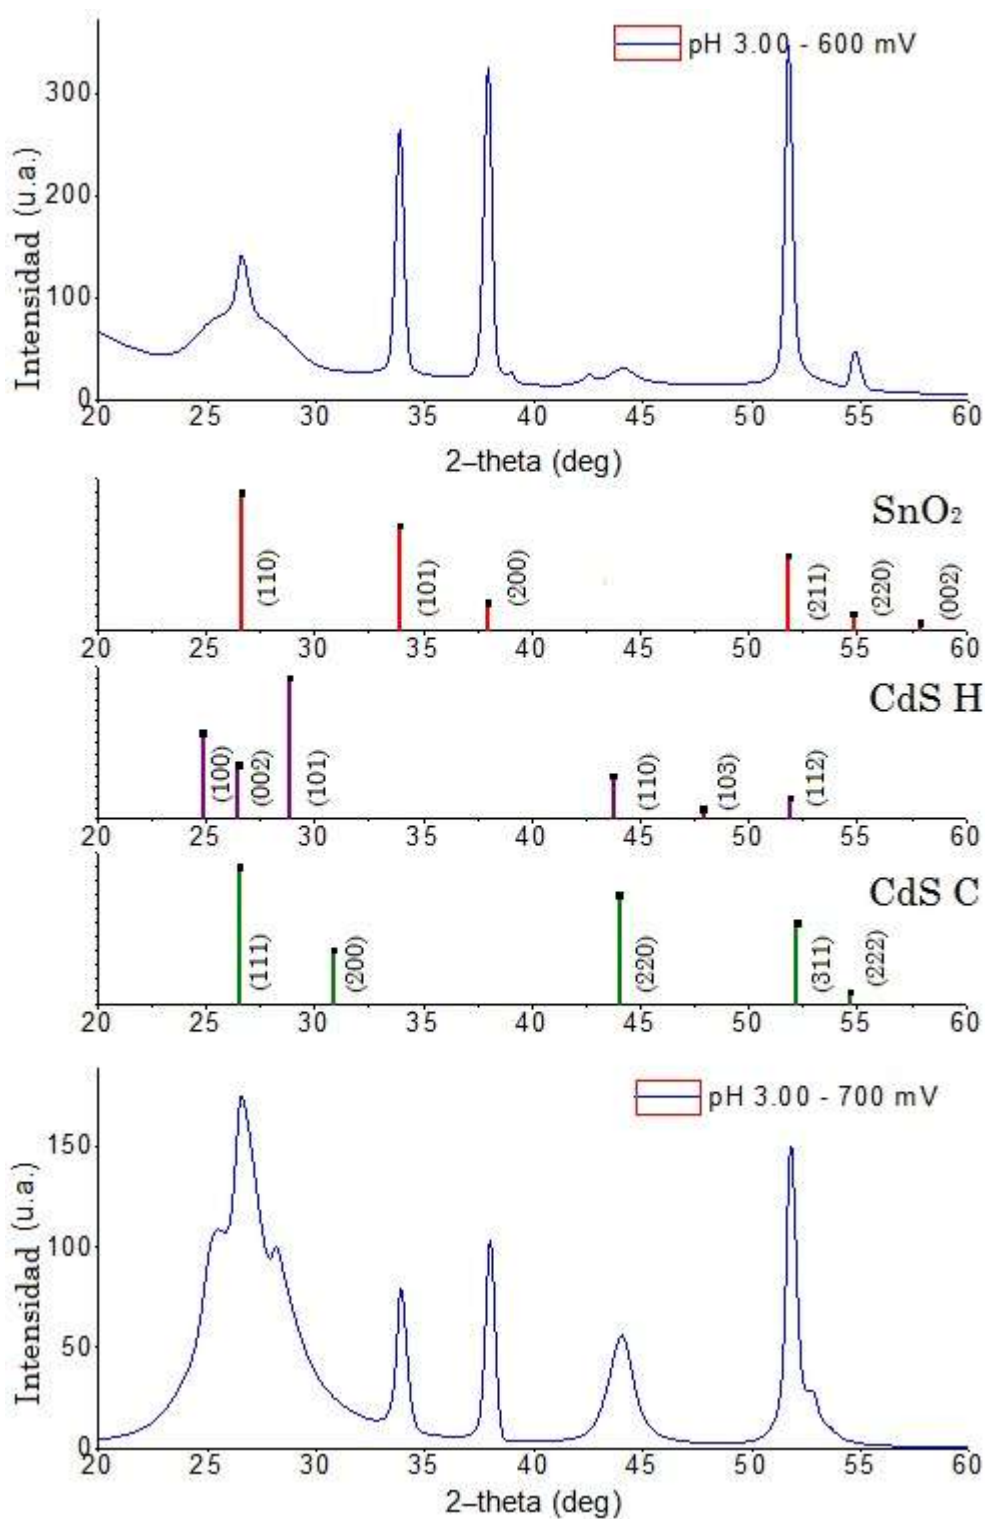 pH 3.00 - 600 mV
Intensidad (u.a.)
300
200
100
0
20 25 30 35 40 45 50 55 60
2–theta (deg)
SnO₂
(110) (101) (200) (211) (220) (002)
20 25 30 35 40 45 50 55 60
CdS H
(100) (002) (101) (110) (103) (112)
20 25 30 35 40 45 50 55 60
CdS C
(111) (200) (220) (311) (222)
20 25 30 35 40 45 50 55 60
pH 3.00 - 700 mV
Intensidad (u.a.)
150
100
50
0
20 25 30 35 40 45 50 55 60
2–theta (deg)